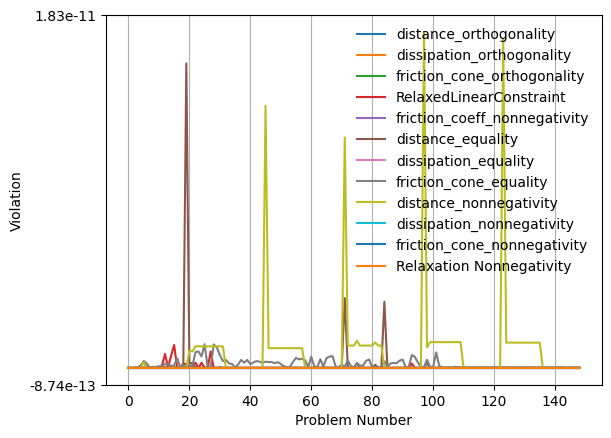 1.83e-11
distance_orthogonality
dissipation_orthogonality
friction_cone_orthogonality
RelaxedLinearConstraint
friction_coeff_nonnegativity
distance_equality
dissipation_equality
friction_cone_equality
distance_nonnegativity
dissipation_nonnegativity
friction_cone_nonnegativity
Relaxation Nonnegativity
Violation
-8.74e-13
0 20 40 60 80 100 120 140
Problem Number